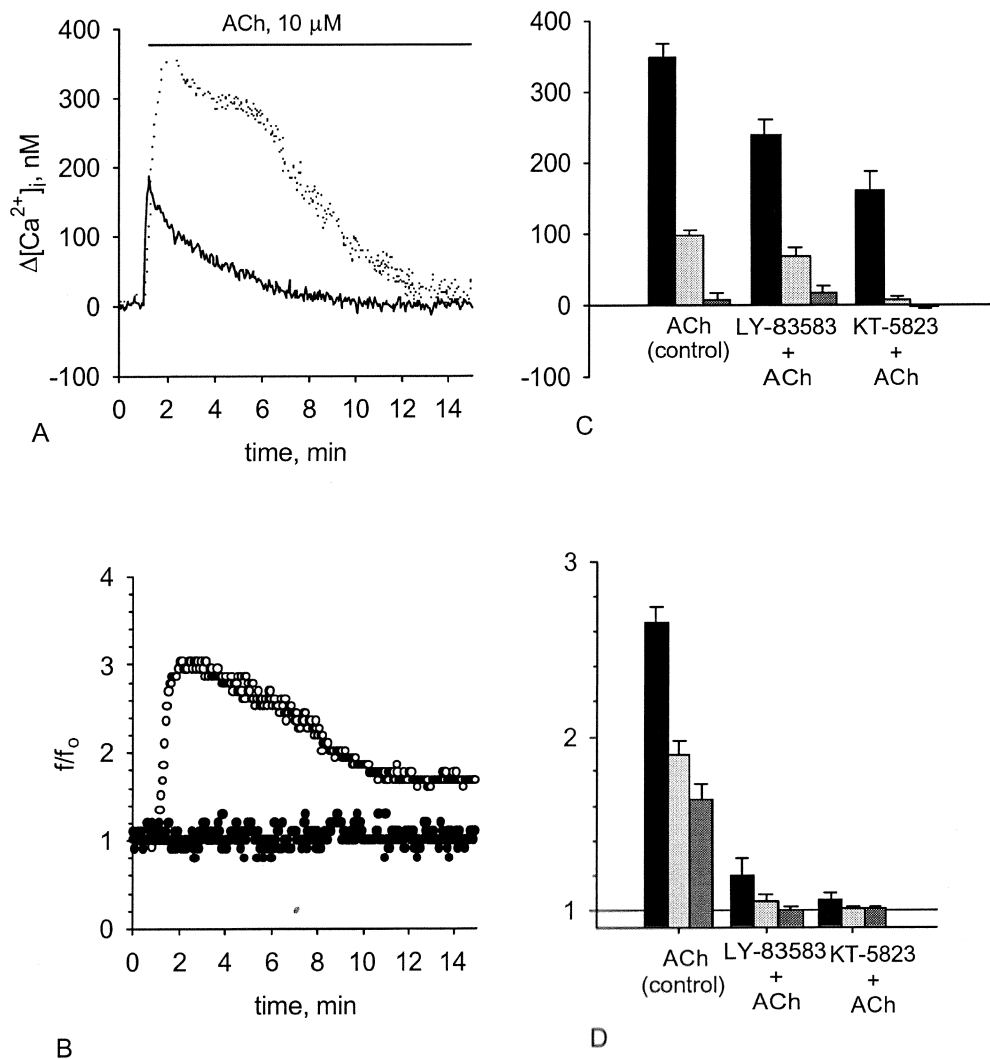 ACh, 10 µM
400
300
200
100
0
-100
Δ[Ca2+]i, nM
0 2 4 6 8 10 12 14
time, min
A
400
300
200
100
0
-100
ACh
(control)
LY-83583
+
ACh
KT-5823
+
ACh
C
4
3
2
1
0
f/fo
0 2 4 6 8 10 12 14
time, min
B
3
2
1
ACh
(control)
LY-83583
+
ACh
KT-5823
+
ACh
D